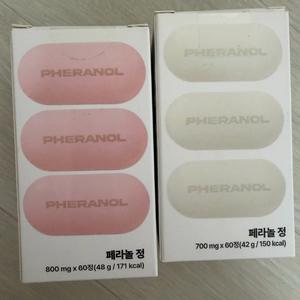 PHERANOL
PHERANOL
PHERANOL
페라놀 정
800 mg x 60정(48 g / 171 kcal)
PHERANOL
PHERANOL
PHERANOL
페라놀 정
700 mg x 60정(42 g / 150 kcal)